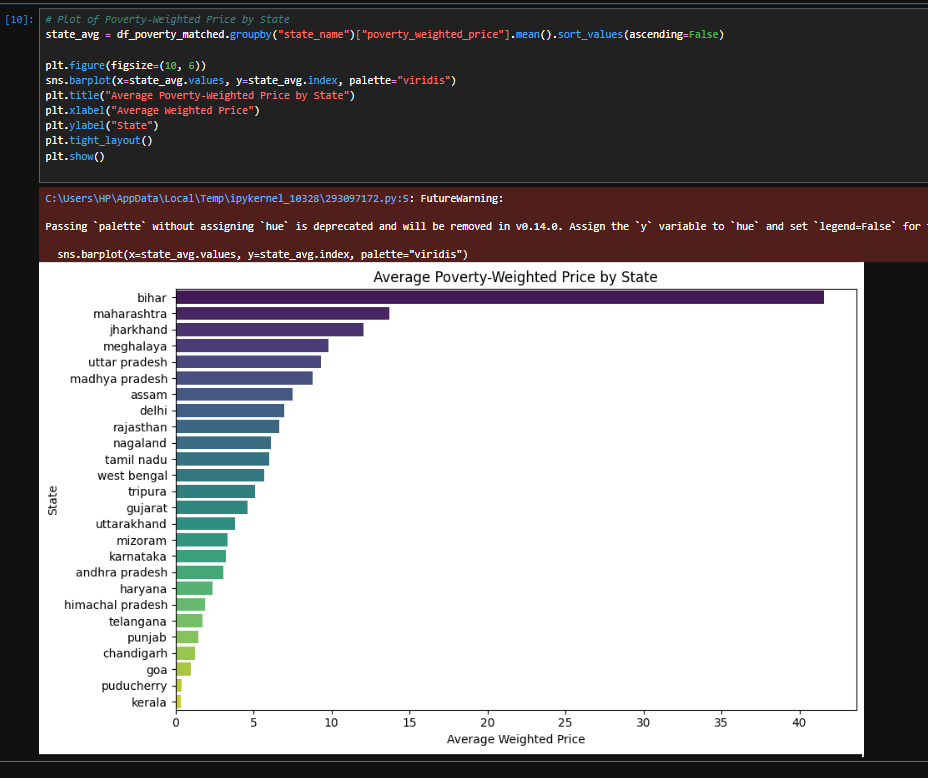 [10]:
# Plot of Poverty-Weighted Price by State
state_avg = df_poverty_matched.groupby("state_name")["poverty_weighted_price"].mean().sort_values(ascending=False)
plt.figure(figsize=(10, 6))
sns.barplot(x=state_avg.values, y=state_avg.index, palette="viridis")
plt.title("Average Poverty-Weighted Price by State")
plt.xlabel("Average Weighted Price")
plt.ylabel("State")
plt.tight_layout()
plt.show()
C:\Users\HP\AppData\Local\Temp\ipykernel_10328\293097172.py:5: FutureWarning:
Passing `palette` without assigning `hue` is deprecated and will be removed in v0.14.0. Assign the `y` variable to `hue` and set `legend=False` for
sns.barplot(x=state_avg.values, y=state_avg.index, palette="viridis")
Average Poverty-Weighted Price by State
bihar
maharashtra
jharkhand
meghalaya
uttar pradesh
madhya pradesh
assam
delhi
rajasthan
nagaland
tamil nadu
west bengal
tripura
gujarat
uttarakhand
mizoram
karnataka
andhra pradesh
haryana
himachal pradesh
telangana
punjab
chandigarh
goa
puducherry
kerala
State
0 5 10 15 20 25 30 35 40
Average Weighted Price